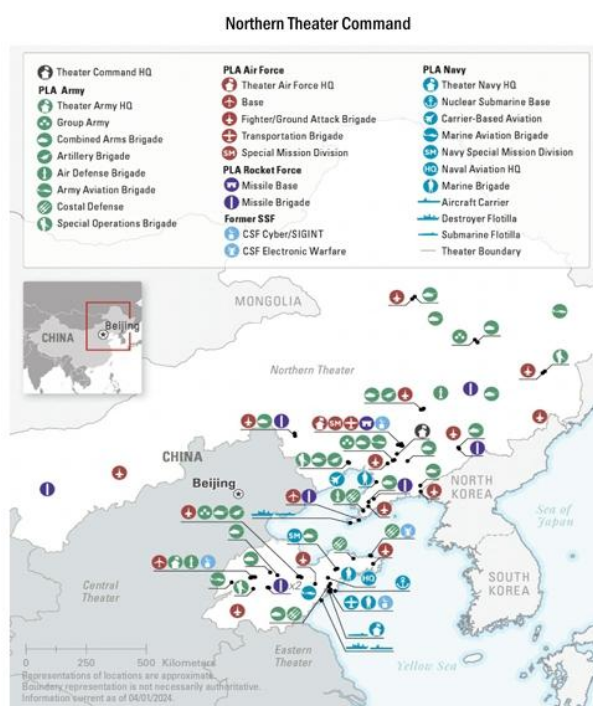 Northern Theater Command
Theater Command HQ
PLA Army
Theater Army HQ
Group Army
Combined Arms Brigade
Artillery Brigade
Air Defense Brigade
Army Aviation Brigade
Costal Defense
Special Operations Brigade
PLA Air Force
Theater Air Force HQ
Base
Fighter/Ground Attack Brigade
Transportation Brigade
SM Special Mission Division
PLA Rocket Force
Missile Base
Missile Brigade
Former SSF
CSF Cyber/SIGINT
CSF Electronic Warfare
PLA Navy
Theater Navy HQ
Nuclear Submarine Base
Carrier-Based Aviation
Marine Aviation Brigade
SM Navy Special Mission Division
HQ Naval Aviation HQ
Marine Brigade
Aircraft Carrier
Destroyer Flotilla
Submarine Flotilla
Theater Boundary
MONGOLIA
CHINA
Beijing
Northern Theater
SM
CHINA
Beijing
NORTH
KOREA
Sea of
Japan
SM
HQ
x2
Central
Theater
SOUTH
KOREA
Eastern
Theater
Yellow Sea
0 250 500 Kilometers
Representations of locations are approximate.
Boundary representation is not necessarily authoritative.
Information current as of 04/01/2024.